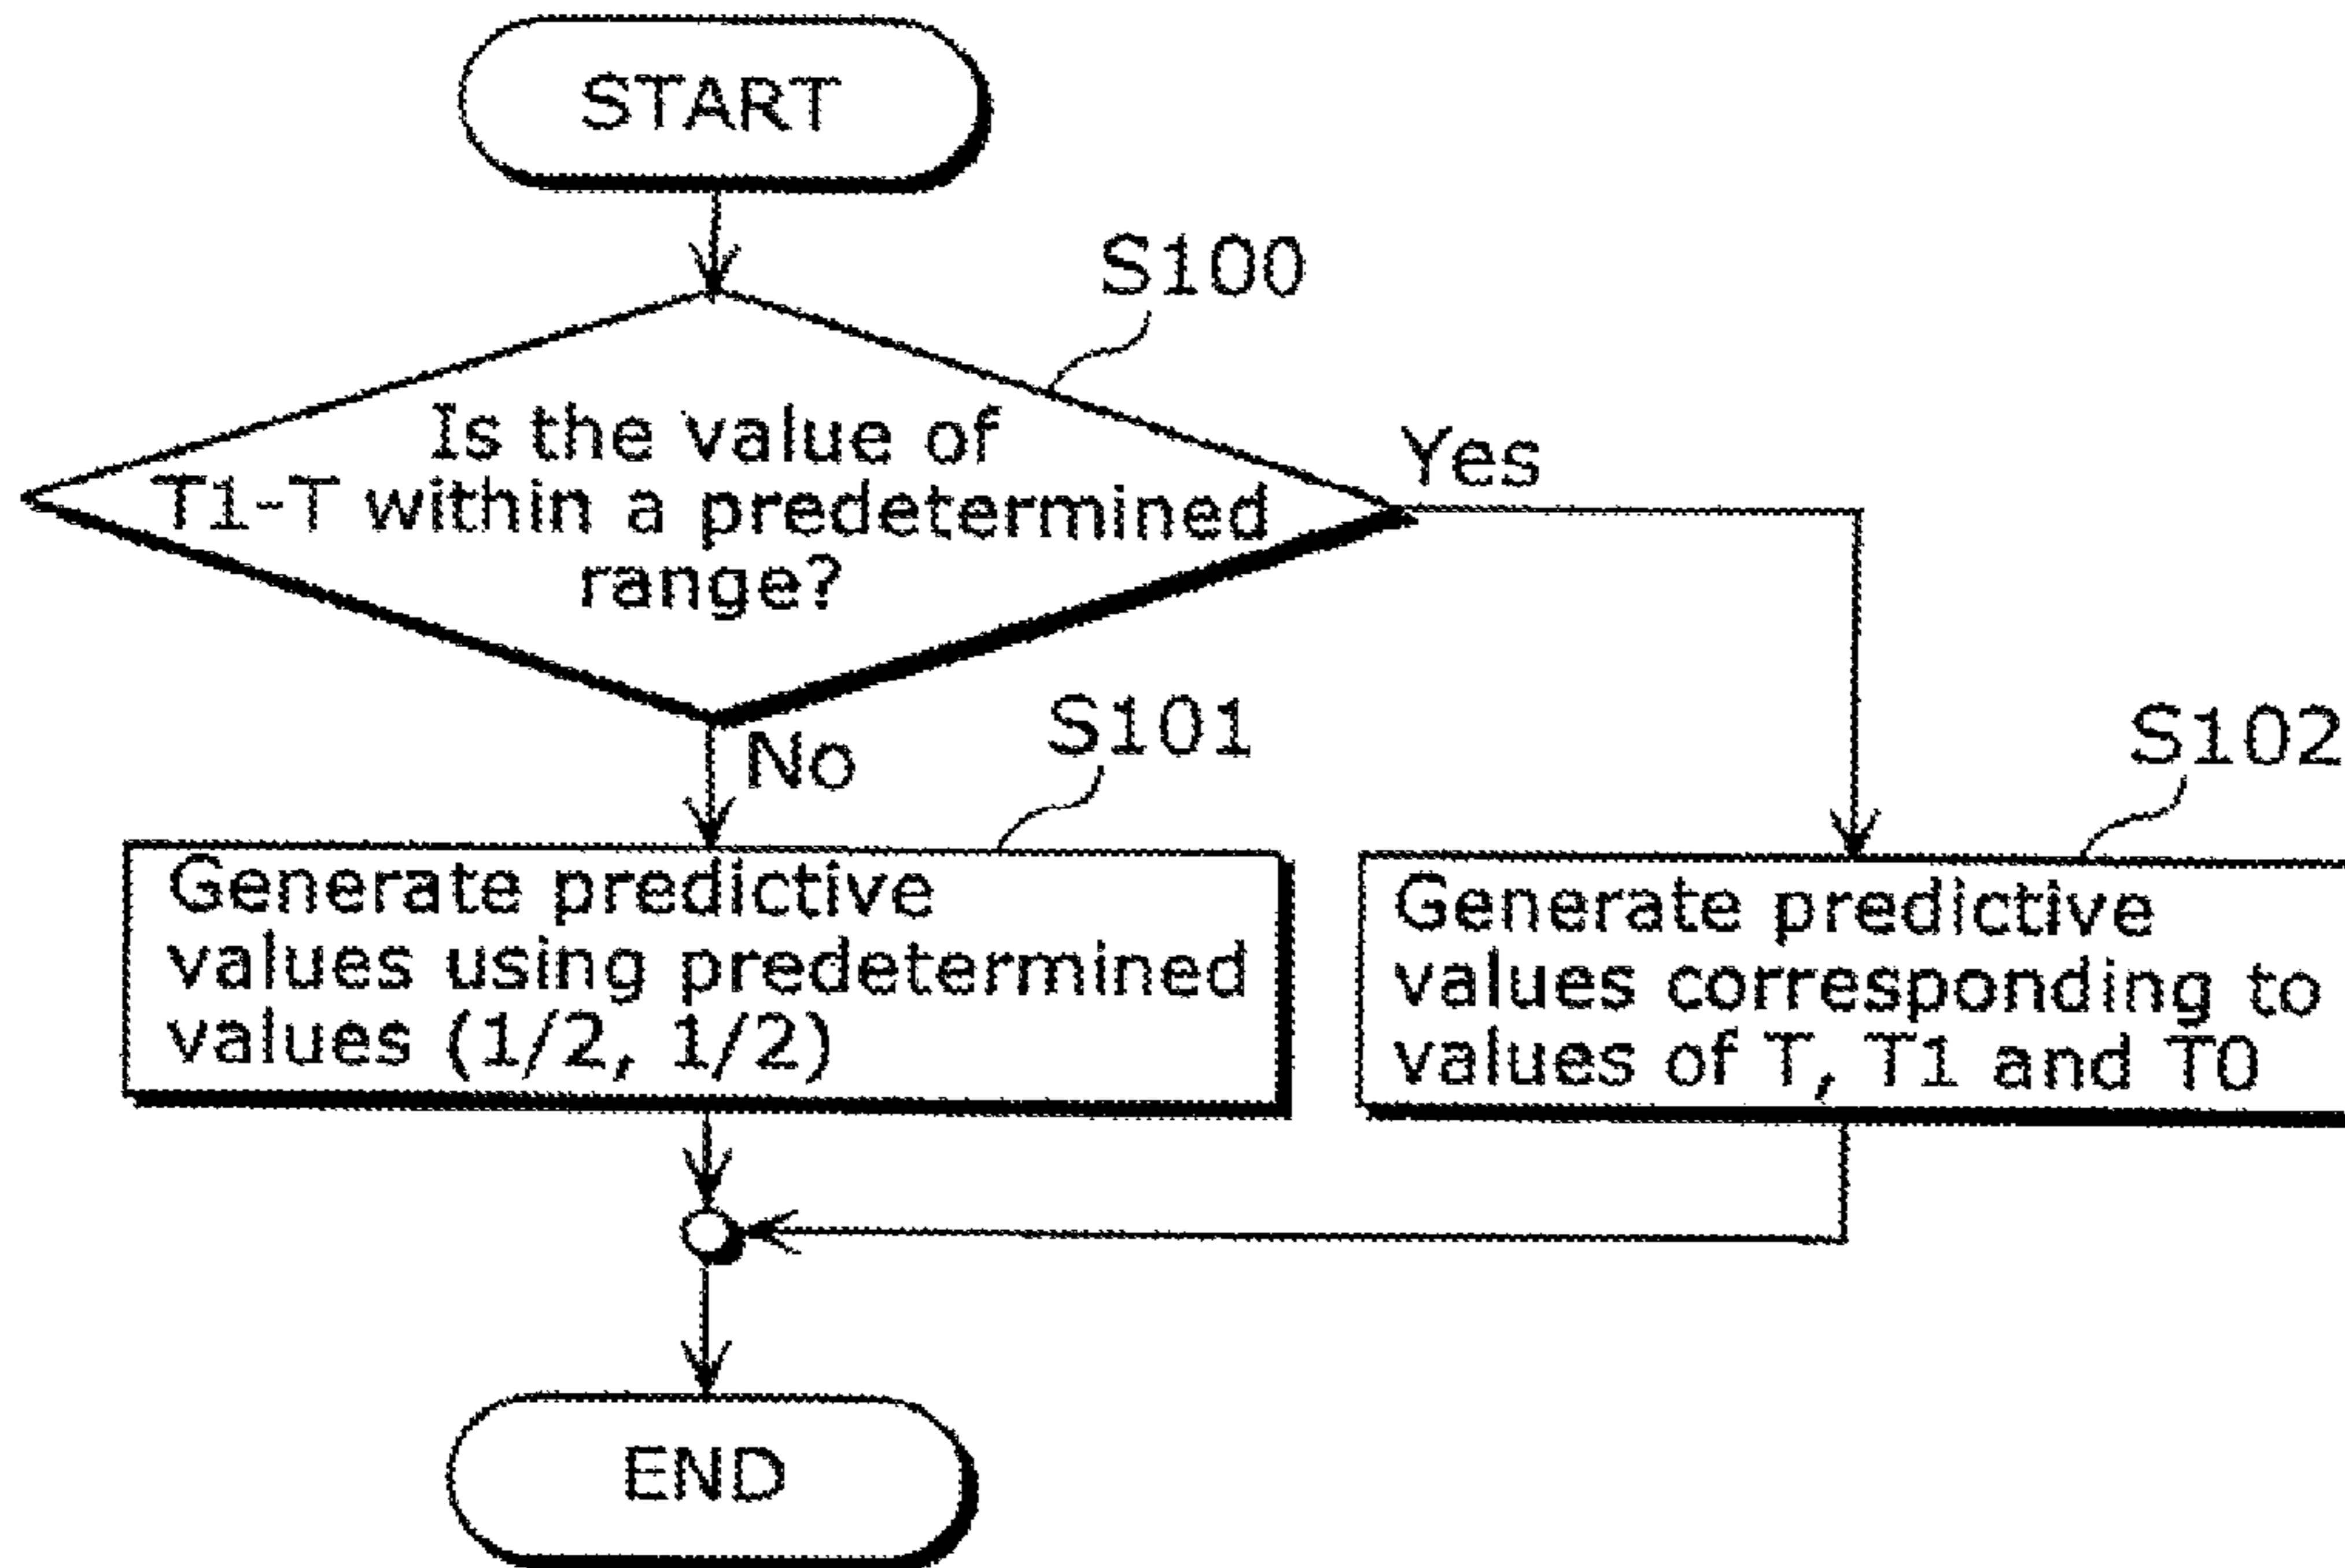 START
S100
Is the value of
T1-T within a predetermined
range?
Yes
No
S101
S102
Generate predictive
values using predetermined
values (1/2, 1/2)
Generate predictive
values corresponding to
values of T, T1 and T0
END